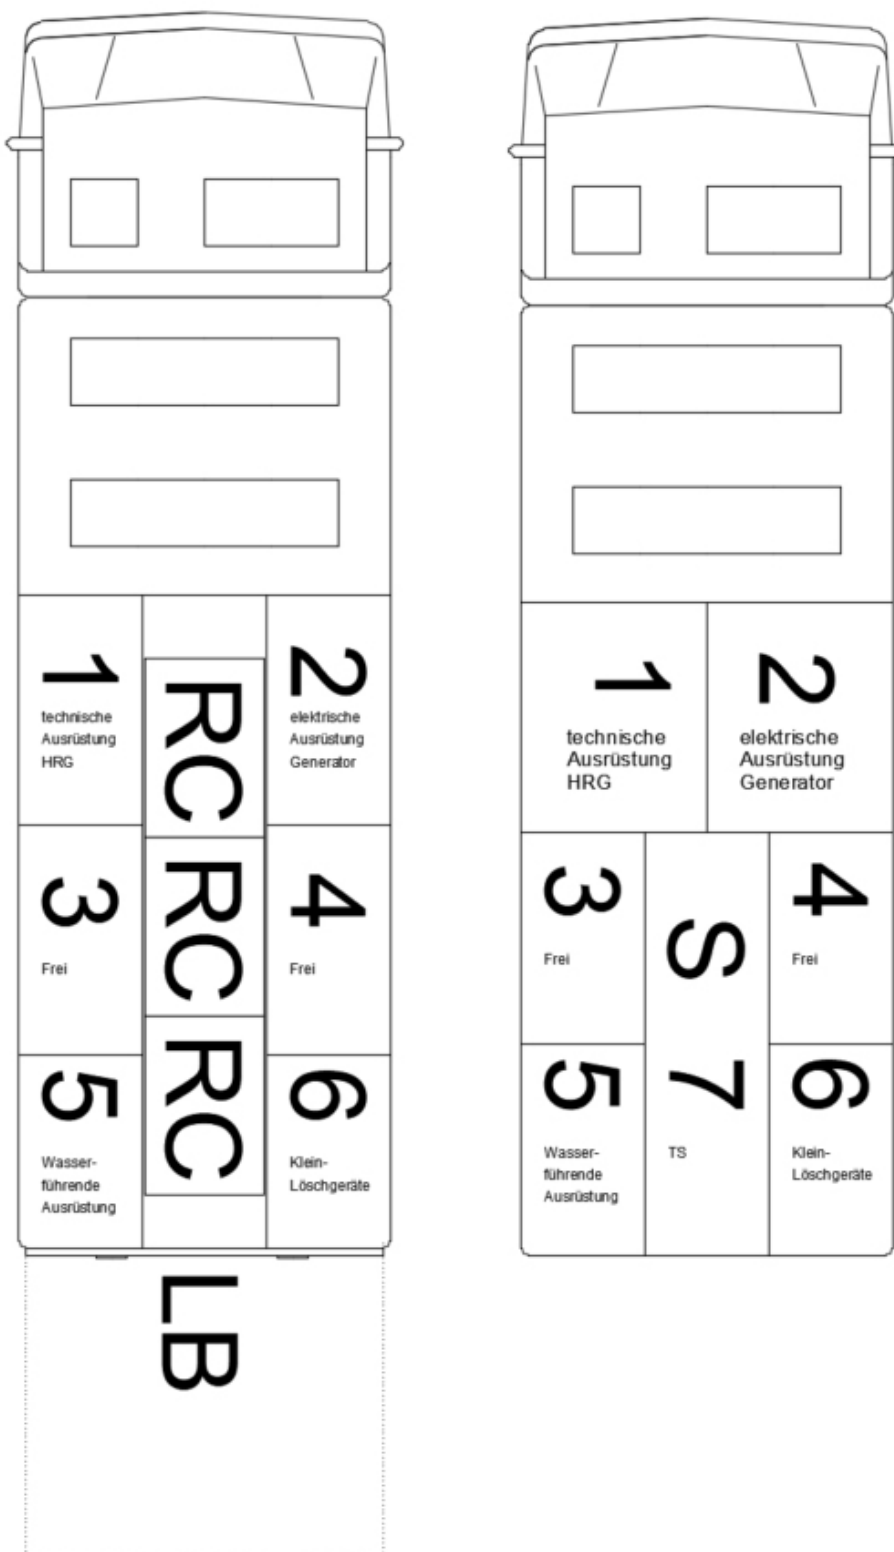 1
technische
Ausrüstung
HRG
RC
2
elektrische
Ausrüstung
Generator
3
Frei
RC
4
Frei
5
Wasser-
führende
Ausrüstung
RC
6
Klein-
Löschgeräte
LB
1
technische
Ausrüstung
HRG
2
elektrische
Ausrüstung
Generator
3
Frei
S
4
Frei
5
Wasser-
führende
Ausrüstung
7
TS
6
Klein-
Löschgeräte